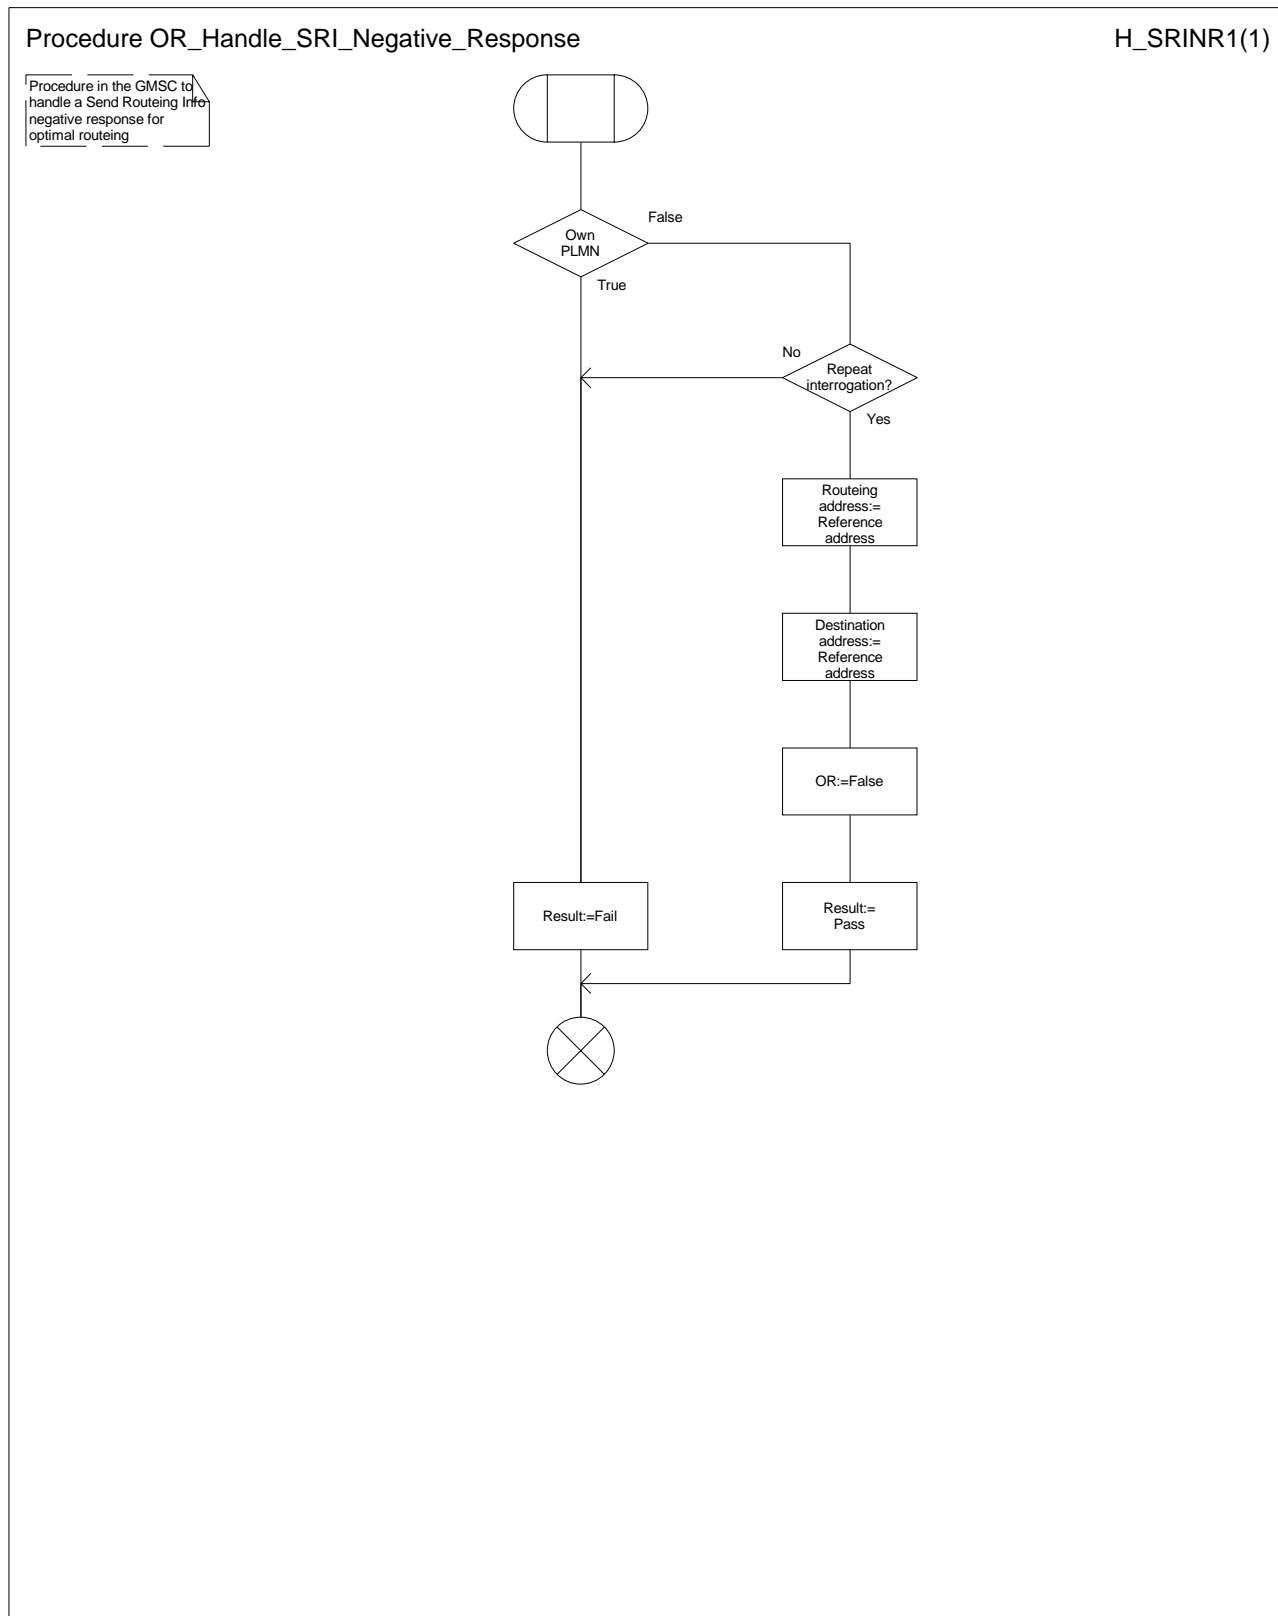 Procedure OR_Handle_SRI_Negative_Response
H_SRINR1(1)
Procedure in the GMSC to
handle a Send Routeing Info
negative response for
optimal routeing
False
Own
PLMN
True
No
Repeat
interrogation?
Yes
Routeing
address:=
Reference
address
Destination
address:=
Reference
address
OR:=False
Result:=Fail
Result:=
Pass